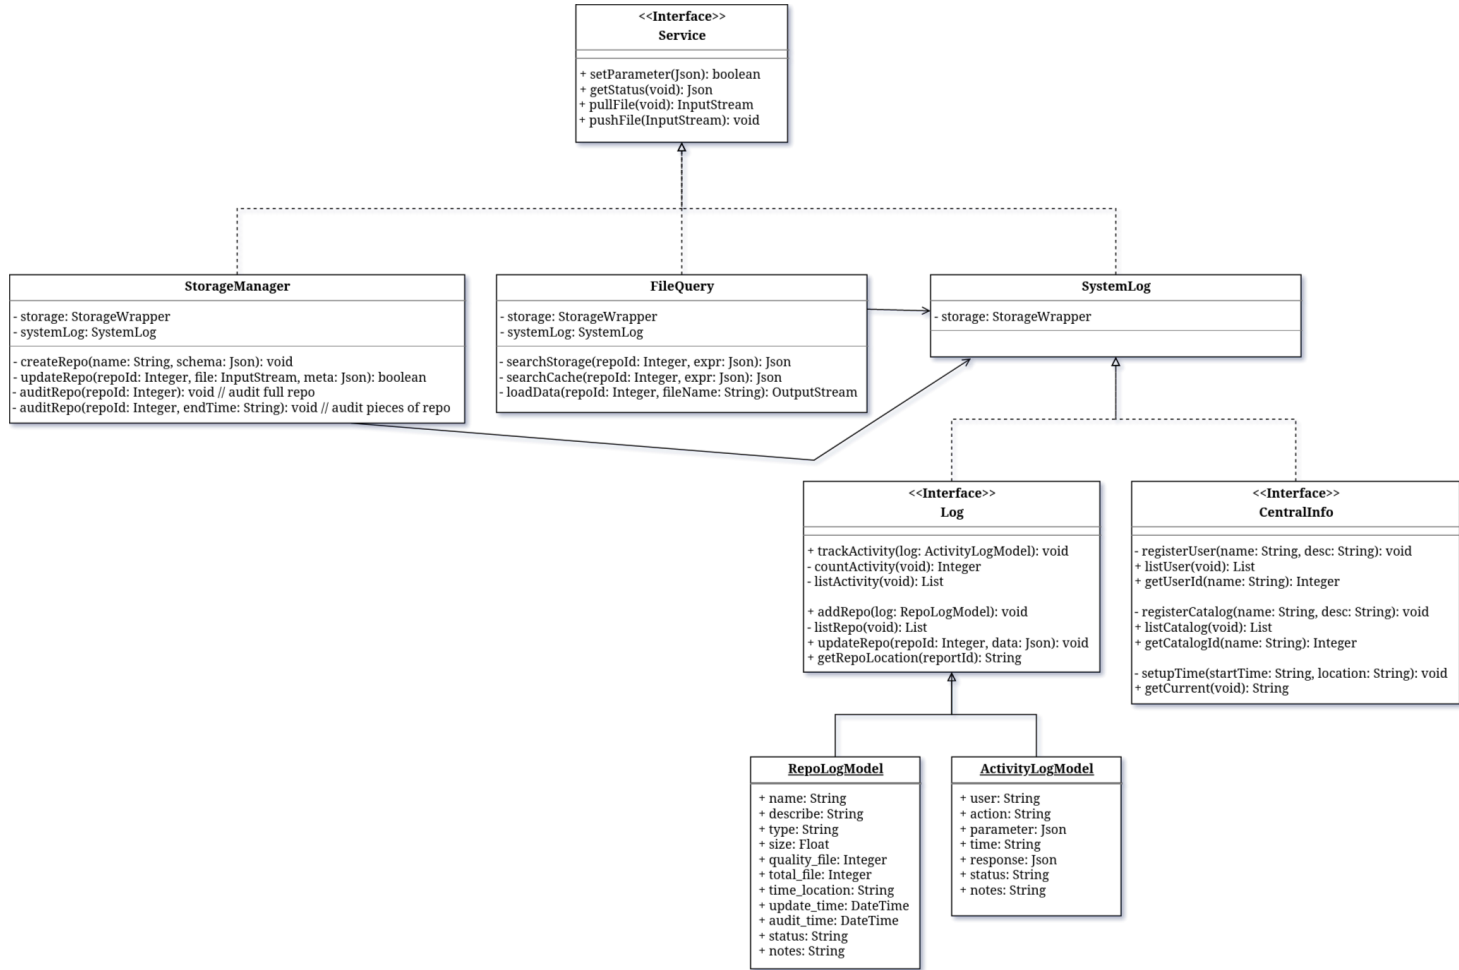 <<Interface>>
Service
+ setParameter(Json): boolean
+ getStatus(void): Json
+ pullFile(void): InputStream
+ pushFile(InputStream): void
StorageManager
- storage: StorageWrapper
- systemLog: SystemLog
- createRepo(name: String, schema: Json): void
- updateRepo(repoId: Integer, file: InputStream, meta: Json): boolean
- auditRepo(repoId: Integer): void // audit full repo
- auditRepo(repoId: Integer, endTime: String): void // audit pieces of repo
FileQuery
- storage: StorageWrapper
- systemLog: SystemLog
- searchStorage(repoId: Integer, expr: Json): Json
- searchCache(repoId: Integer, expr: Json): Json
- loadData(repoId: Integer, fileName: String): OutputStream
SystemLog
- storage: StorageWrapper
<<Interface>>
Log
+ trackActivity(log: ActivityLogModel): void
- countActivity(void): Integer
- listActivity(void): List
+ addRepo(log: RepoLogModel): void
- listRepo(void): List
+ updateRepo(repoId: Integer, data: Json): void
+ getRepoLocation(reportId): String
<<Interface>>
CentralInfo
- registerUser(name: String, desc: String): void
+ listUser(void): List
+ getUserId(name: String): Integer
- registerCatalog(name: String, desc: String): void
+ listCatalog(void): List
+ getCatalogId(name: String): Integer
- setupTime(startTime: String, location: String): void
+ getCurrent(void): String
RepoLogModel
+ name: String
+ describe: String
+ type: String
+ size: Float
+ quality_file: Integer
+ total_file: Integer
+ time_location: String
+ update_time: DateTime
+ audit_time: DateTime
+ status: String
+ notes: String
ActivityLogModel
+ user: String
+ action: String
+ parameter: Json
+ time: String
+ response: Json
+ status: String
+ notes: String